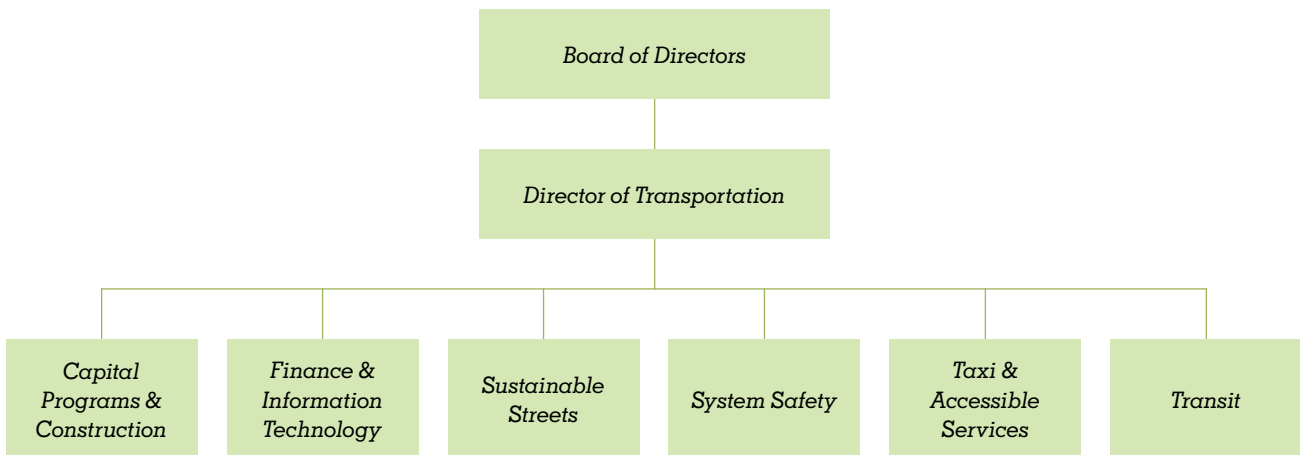 Board of Directors
Director of Transportation
Capital
Programs &
Construction
Finance &
Information
Technology
Sustainable
Streets
System Safety
Taxi &
Accessible
Services
Transit